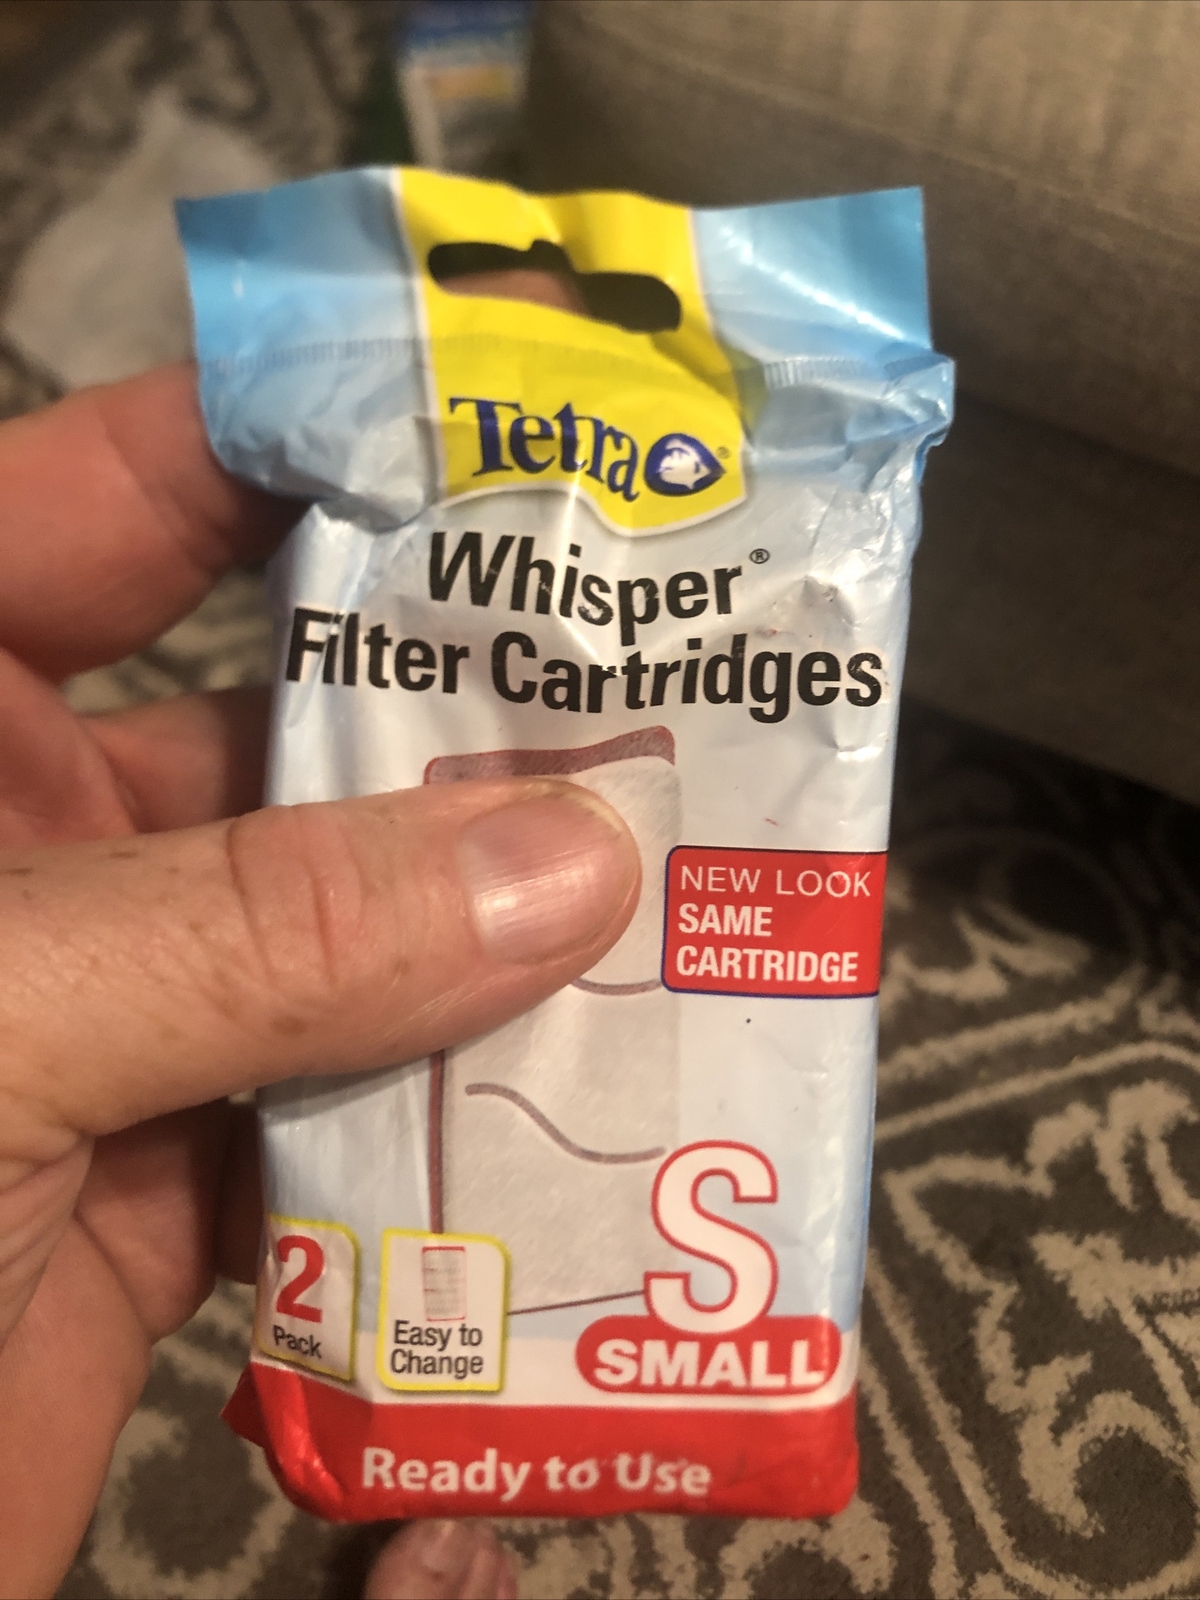 Tetra®
Whisper®
Filter Cartridges
NEW LOOK
SAME
CARTRIDGE
2
Pack
Easy to
Change
S
SMALL
Ready to Use